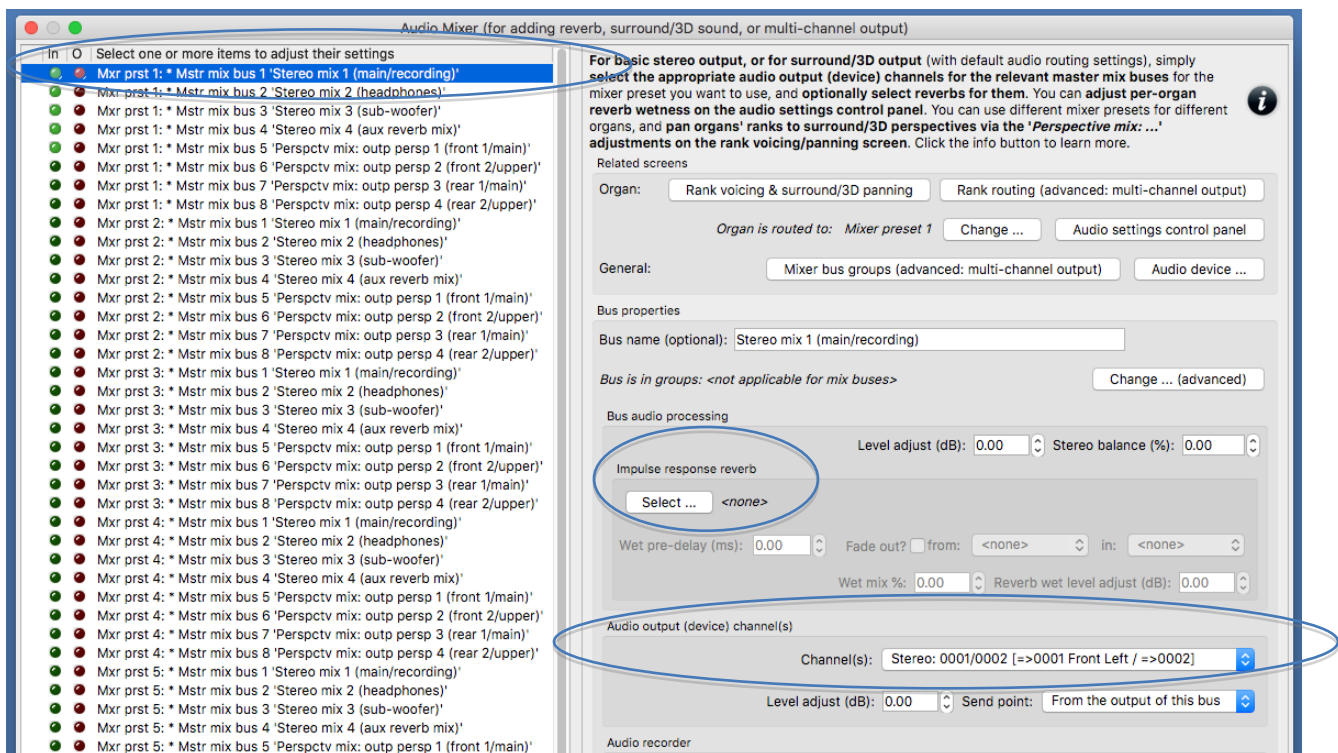 Audio Mixer (for adding reverb, surround/3D sound, or multi-channel output)
In O Select one or more items to adjust their settings
Mxr prst 1: * Mstr mix bus 1 'Stereo mix 1 (main/recording)'
Mxr prst 1: * Mstr mix bus 2 'Stereo mix 2 (headphones)'
Mxr prst 1: * Mstr mix bus 3 'Stereo mix 3 (sub-woofer)'
Mxr prst 1: * Mstr mix bus 4 'Stereo mix 4 (aux reverb mix)'
Mxr prst 1: * Mstr mix bus 5 'Perspctv mix: outp persp 1 (front 1/main)'
Mxr prst 1: * Mstr mix bus 6 'Perspctv mix: outp persp 2 (front 2/upper)'
Mxr prst 1: * Mstr mix bus 7 'Perspctv mix: outp persp 3 (rear 1/main)'
Mxr prst 1: * Mstr mix bus 8 'Perspctv mix: outp persp 4 (rear 2/upper)'
Mxr prst 2: * Mstr mix bus 1 'Stereo mix 1 (main/recording)'
Mxr prst 2: * Mstr mix bus 2 'Stereo mix 2 (headphones)'
Mxr prst 2: * Mstr mix bus 3 'Stereo mix 3 (sub-woofer)'
Mxr prst 2: * Mstr mix bus 4 'Stereo mix 4 (aux reverb mix)'
Mxr prst 2: * Mstr mix bus 5 'Perspctv mix: outp persp 1 (front 1/main)'
Mxr prst 2: * Mstr mix bus 6 'Perspctv mix: outp persp 2 (front 2/upper)'
Mxr prst 2: * Mstr mix bus 7 'Perspctv mix: outp persp 3 (rear 1/main)'
Mxr prst 2: * Mstr mix bus 8 'Perspctv mix: outp persp 4 (rear 2/upper)'
Mxr prst 3: * Mstr mix bus 1 'Stereo mix 1 (main/recording)'
Mxr prst 3: * Mstr mix bus 2 'Stereo mix 2 (headphones)'
Mxr prst 3: * Mstr mix bus 3 'Stereo mix 3 (sub-woofer)'
Mxr prst 3: * Mstr mix bus 4 'Stereo mix 4 (aux reverb mix)'
Mxr prst 3: * Mstr mix bus 5 'Perspctv mix: outp persp 1 (front 1/main)'
Mxr prst 3: * Mstr mix bus 6 'Perspctv mix: outp persp 2 (front 2/upper)'
Mxr prst 3: * Mstr mix bus 7 'Perspctv mix: outp persp 3 (rear 1/main)'
Mxr prst 3: * Mstr mix bus 8 'Perspctv mix: outp persp 4 (rear 2/upper)'
Mxr prst 4: * Mstr mix bus 1 'Stereo mix 1 (main/recording)'
Mxr prst 4: * Mstr mix bus 2 'Stereo mix 2 (headphones)'
Mxr prst 4: * Mstr mix bus 3 'Stereo mix 3 (sub-woofer)'
Mxr prst 4: * Mstr mix bus 4 'Stereo mix 4 (aux reverb mix)'
Mxr prst 4: * Mstr mix bus 5 'Perspctv mix: outp persp 1 (front 1/main)'
Mxr prst 4: * Mstr mix bus 6 'Perspctv mix: outp persp 2 (front 2/upper)'
Mxr prst 4: * Mstr mix bus 7 'Perspctv mix: outp persp 3 (rear 1/main)'
Mxr prst 4: * Mstr mix bus 8 'Perspctv mix: outp persp 4 (rear 2/upper)'
Mxr prst 5: * Mstr mix bus 1 'Stereo mix 1 (main/recording)'
Mxr prst 5: * Mstr mix bus 2 'Stereo mix 2 (headphones)'
Mxr prst 5: * Mstr mix bus 3 'Stereo mix 3 (sub-woofer)'
Mxr prst 5: * Mstr mix bus 4 'Stereo mix 4 (aux reverb mix)'
Mxr prst 5: * Mstr mix bus 5 'Perspctv mix: outp persp 1 (front 1/main)'
For basic stereo output, or for surround/3D output (with default audio routing settings), simply
select the appropriate audio output (device) channels for the relevant master mix buses for the
mixer preset you want to use, and optionally select reverbs for them. You can adjust per-organ
reverb wetness on the audio settings control panel. You can use different mixer presets for different
organs, and pan organs' ranks to surround/3D perspectives via the 'Perspective mix: ...'
adjustments on the rank voicing/panning screen. Click the info button to learn more.
i
Related screens
Organ: Rank voicing & surround/3D panning Rank routing (advanced: multi-channel output)
Organ is routed to: Mixer preset 1 Change ... Audio settings control panel
General: Mixer bus groups (advanced: multi-channel output) Audio device ...
Bus properties
Bus name (optional): Stereo mix 1 (main/recording)
Bus is in groups: <not applicable for mix buses> Change ... (advanced)
Bus audio processing
Level adjust (dB): 0.00 Stereo balance (%): 0.00
Impulse response reverb
Select ... <none>
Wet pre-delay (ms): 0.00 Fade out? from: <none> in: <none>
Wet mix %: 0.00 Reverb wet level adjust (dB): 0.00
Audio output (device) channel(s)
Channel(s): Stereo: 0001/0002 [=>0001 Front Left / =>0002]
Level adjust (dB): 0.00 Send point: From the output of this bus
Audio recorder